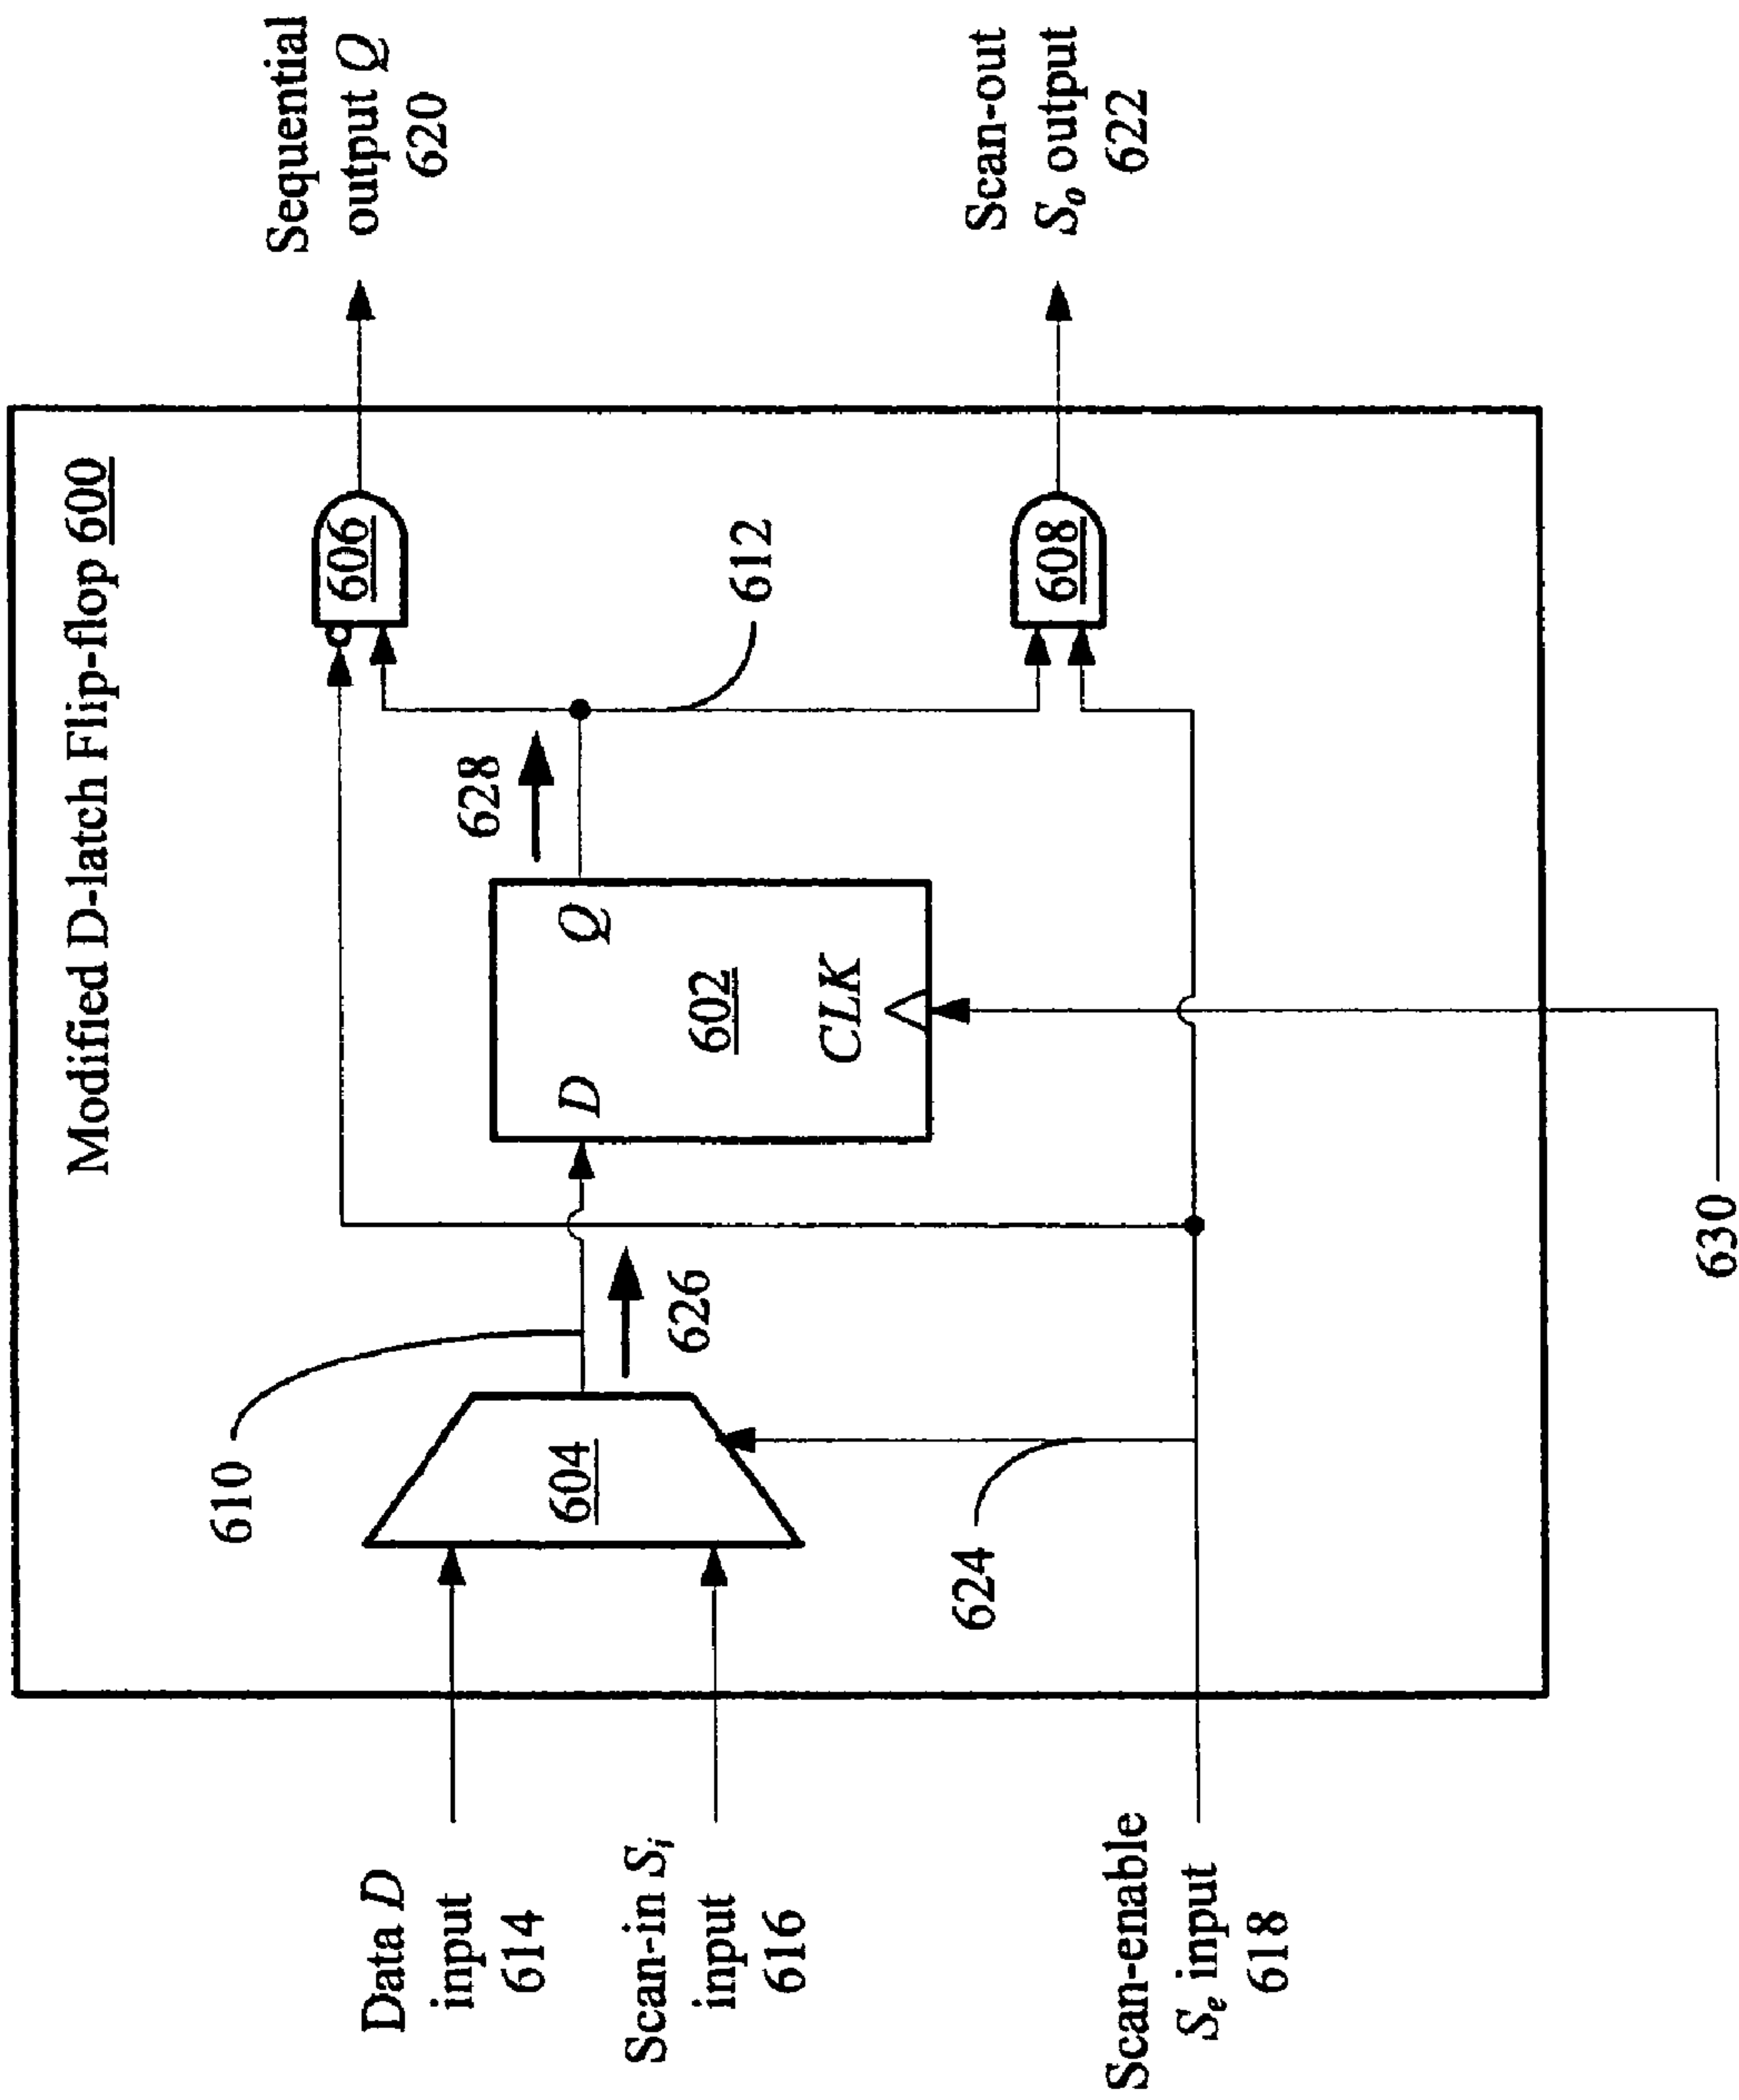 Modified D-latch Flip-flop 600
Data D
input
614
Scan-in Si
input
616
Scan-enable
Se input
618
610
604
626
624
D
Q
602
CLK
628
612
606
608
Sequential
output Q
620
Scan-out
So output
622
630